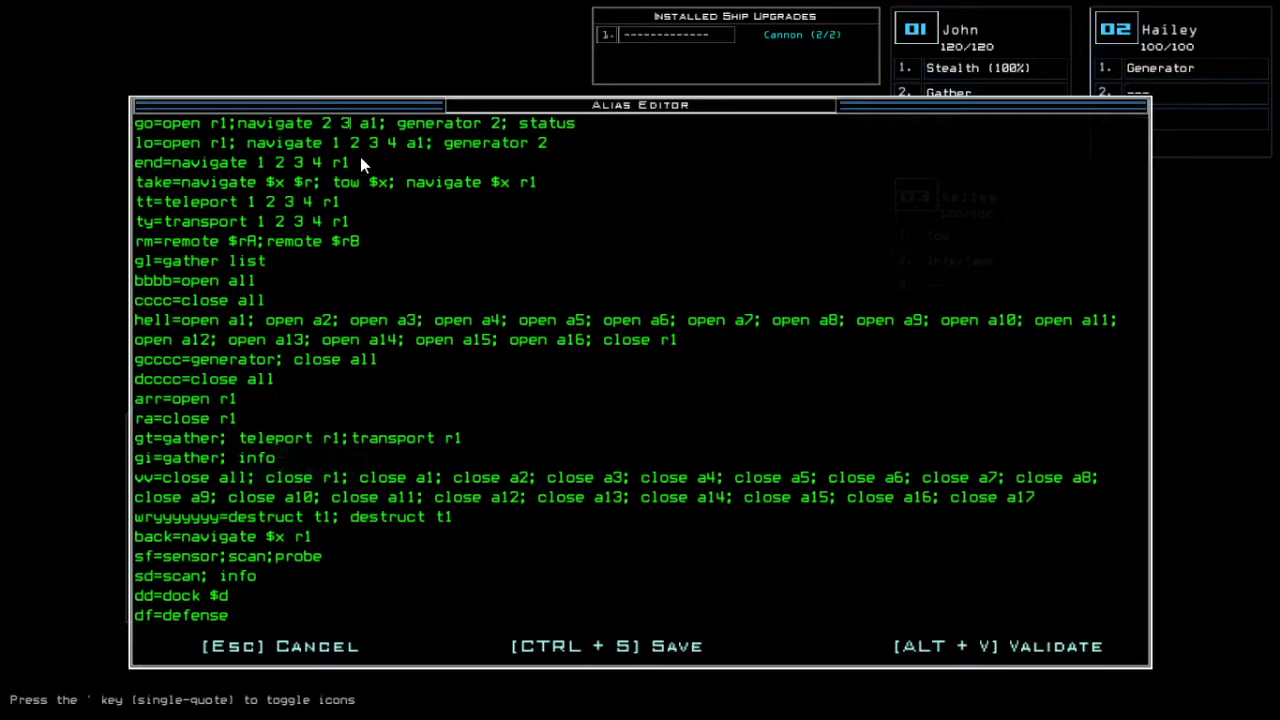 Installed Ship Upgrades
1. -------------- Cannon (2/2)
01 John
120/120
1. Stealth (100%)
2. Gather
02 Hailey
100/100
1. Generator
2. ---
Alias Editor
go=open r1;navigate 2 3 a1; generator 2; status
lo=open r1; navigate 1 2 3 4 a1; generator 2
end=navigate 1 2 3 4 r1
take=navigate $x $r; tow $x; navigate $x r1
tt=teleport 1 2 3 4 r1
ty=transport 1 2 3 4 r1
rm=remote $rA;remote $rB
gl=gather list
bbbb=open all
cccc=close all
hell=open a1; open a2; open a3; open a4; open a5; open a6; open a7; open a8; open a9; open a10; open a11;
open a12; open a13; open a14; open a15; open a16; close r1
gcccc=generator; close all
dcccc=close all
arr=open r1
ra=close r1
gt=gather; teleport r1;transport r1
gi=gather; info
vv=close all; close r1; close a1; close a2; close a3; close a4; close a5; close a6; close a7; close a8;
close a9; close a10; close a11; close a12; close a13; close a14; close a15; close a16; close a17
wryyyyyyy=destruct t1; destruct t1
back=navigate $x r1
sf=sensor;scan;probe
sd=scan; info
dd=dock $d
df=defense
[Esc] Cancel [CTRL + S] Save [ALT + V] Validate
03
100/100
1. Tow
2. Interface
Press the ' key (single-quote) to toggle icons